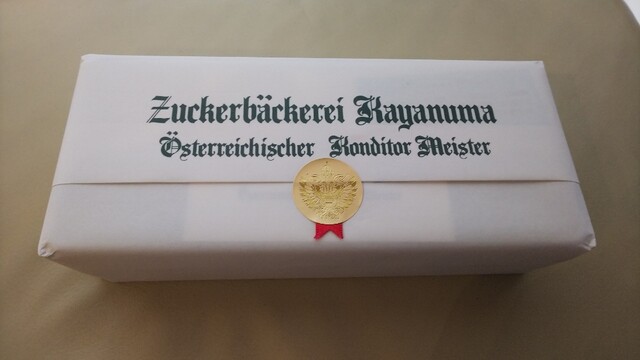 Zuckerbäckerei Kayanuma
Österreichischer Konditor Meister